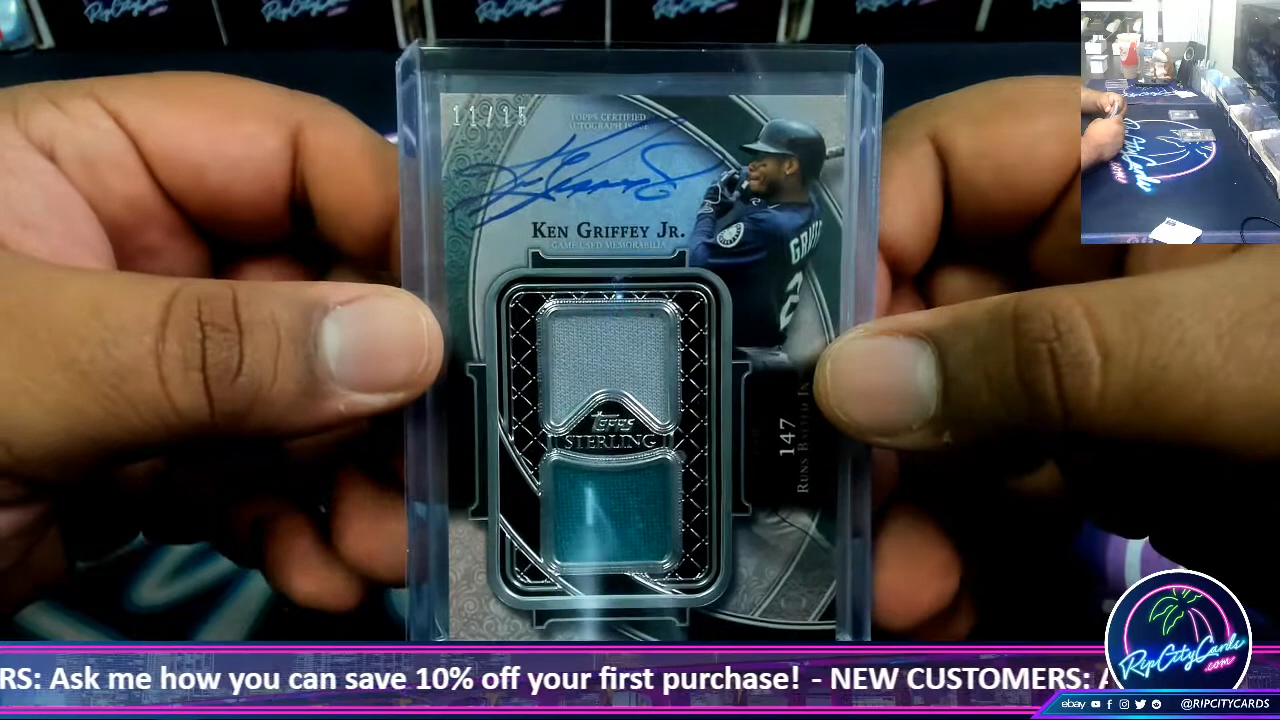 11/15
TOPPS CERTIFIED
AUTOGRAPH ISSUE
KEN GRIFFEY JR.
GAME-USED MEMORABILIA
TOPPS
STERLING
147
RUNS BATTED IN
RS: Ask me how you can save 10% off your first purchase! - NEW CUSTOMERS: A
RipCityCards
.com
ebay
@RIPCITYCARDS